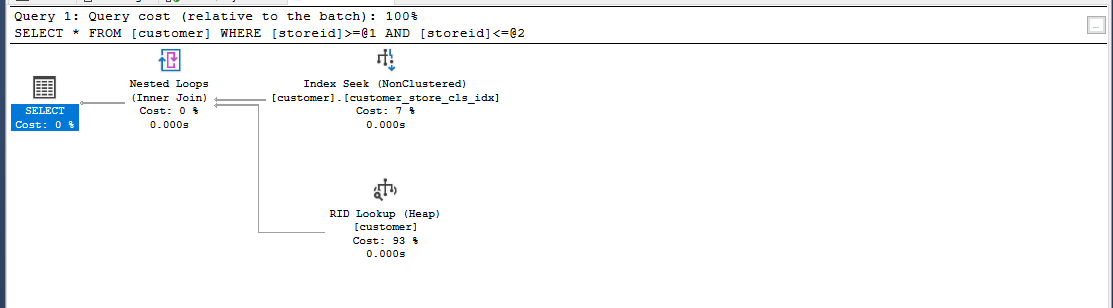 Query 1: Query cost (relative to the batch): 100%
SELECT * FROM [customer] WHERE [storeid]>=@1 AND [storeid]<=@2
...
SELECT
Cost: 0 %
Nested Loops
(Inner Join)
Cost: 0 %
0.000s
Index Seek (NonClustered)
[customer].[customer_store_cls_idx]
Cost: 7 %
0.000s
RID Lookup (Heap)
[customer]
Cost: 93 %
0.000s